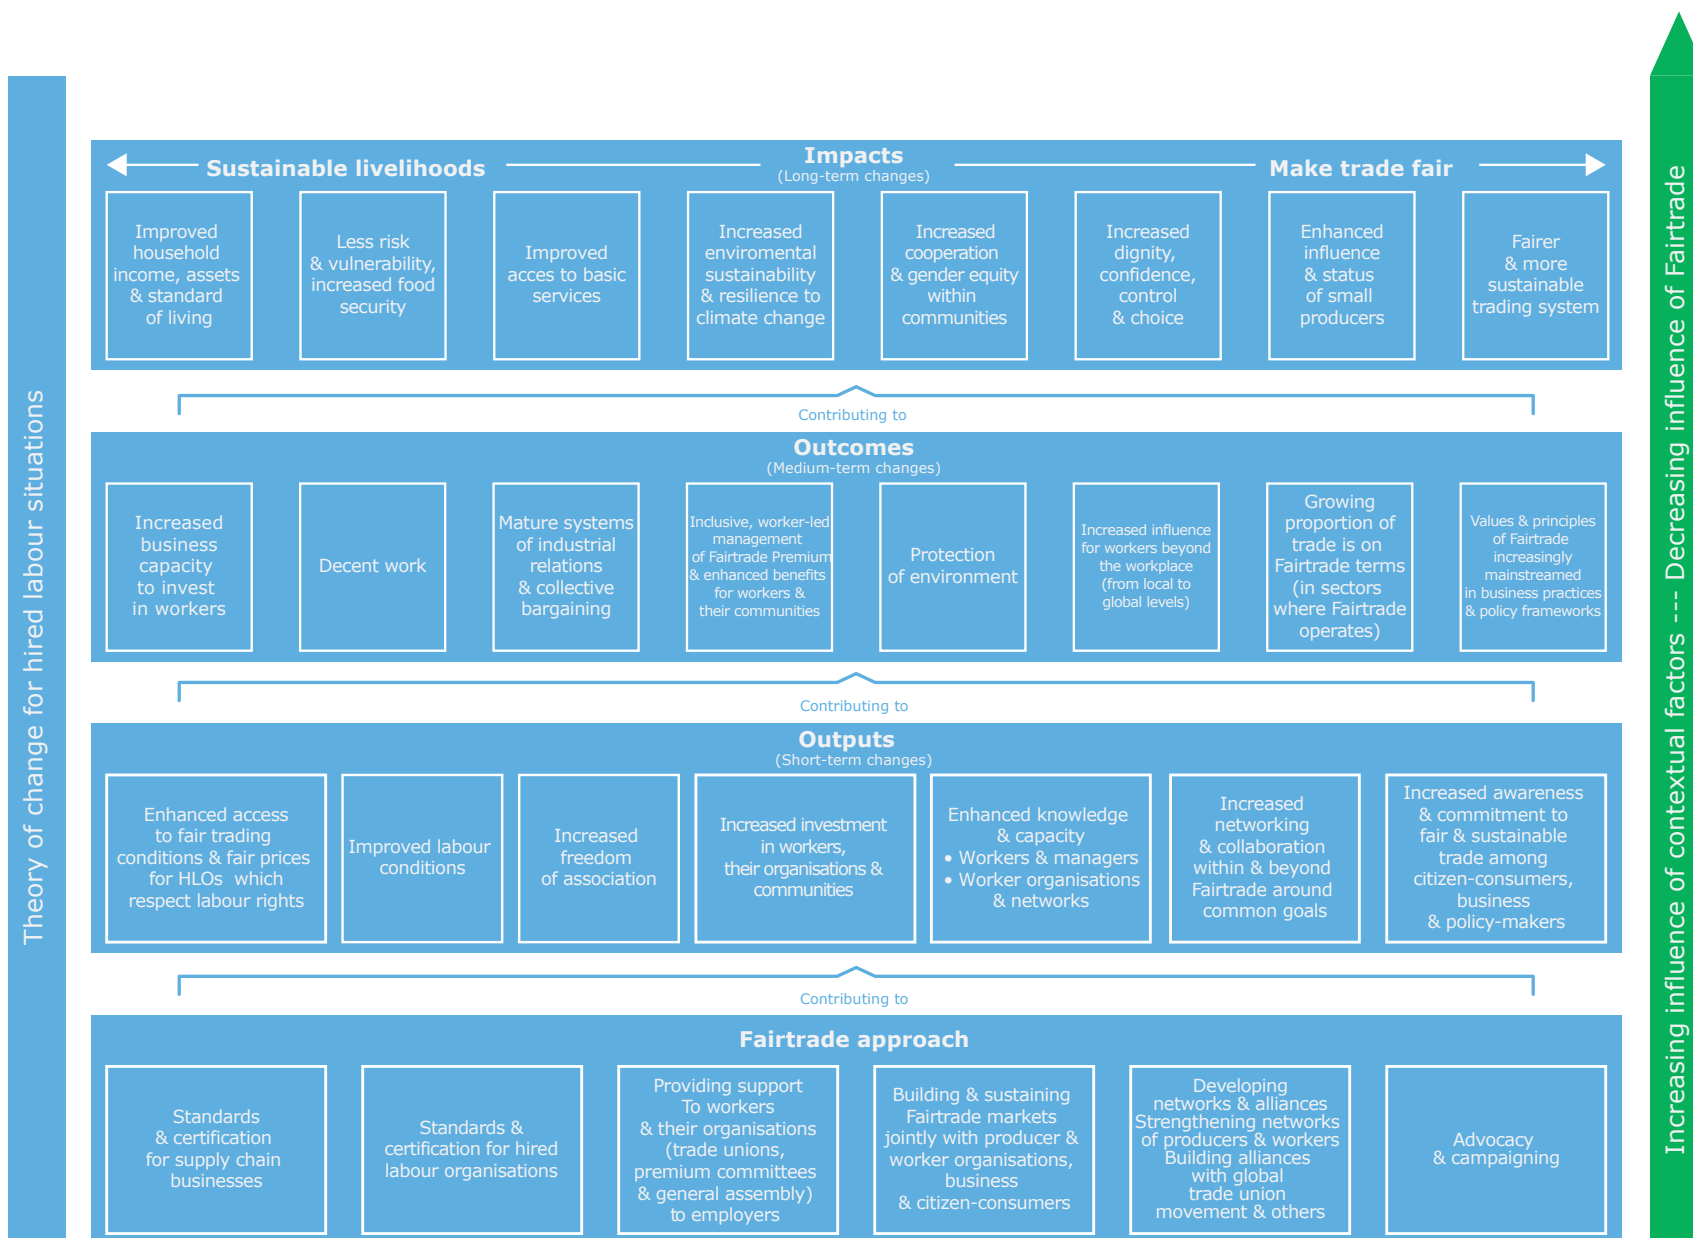 Theory of change for hired labour situations
Sustainable livelihoods
Impacts
(Long-term changes)
Make trade fair
Improved
household
income, assets
& standard
of living
Less risk
& vulnerability,
increased food
security
Improved
acces to basic
services
Increased
enviromental
sustainability
& resilience to
climate change
Increased
cooperation
& gender equity
within
communities
Increased
dignity,
confidence,
control
& choice
Enhanced
influence
& status
of small
producers
Fairer
& more
sustainable
trading system
Contributing to
Outcomes
(Medium-term changes)
Increased
business
capacity
to invest
in workers
Decent work
Mature systems
of industrial
relations
& collective
bargaining
Inclusive, worker-led
management
of Fairtrade Premium
& enhanced benefits
for workers &
their communities
Protection
of environment
Increased influence
for workers beyond
the workplace
(from local to
global levels)
Growing
proportion of
trade is on
Fairtrade terms
(in sectors
where Fairtrade
operates)
Values & principles
of Fairtrade
increasingly
mainstreamed
in business practices
& policy frameworks
Contributing to
Outputs
(Short-term changes)
Enhanced access
to fair trading
conditions & fair prices
for HLOs which
respect labour rights
Improved labour
conditions
Increased
freedom
of association
Increased investment
in workers,
their organisations &
communities
Enhanced knowledge
& capacity
• Workers & managers
• Worker organisations
& networks
Increased
networking
& collaboration
within & beyond
Fairtrade around
common goals
Increased awareness
& commitment to
fair & sustainable
trade among
citizen-consumers,
business
& policy-makers
Contributing to
Fairtrade approach
Standards
& certification
for supply chain
businesses
Standards &
certification for hired
labour organisations
Providing support
To workers
& their organisations
(trade unions,
premium committees
& general assembly)
to employers
Building & sustaining
Fairtrade markets
jointly with producer &
worker organisations,
business
& citizen-consumers
Developing
networks & alliances
Strengthening networks
of producers & workers
Building alliances
with global
trade union
movement & others
Advocacy
& campaigning
Increasing influence of contextual factors ---- Decreasing influence of Fairtrade